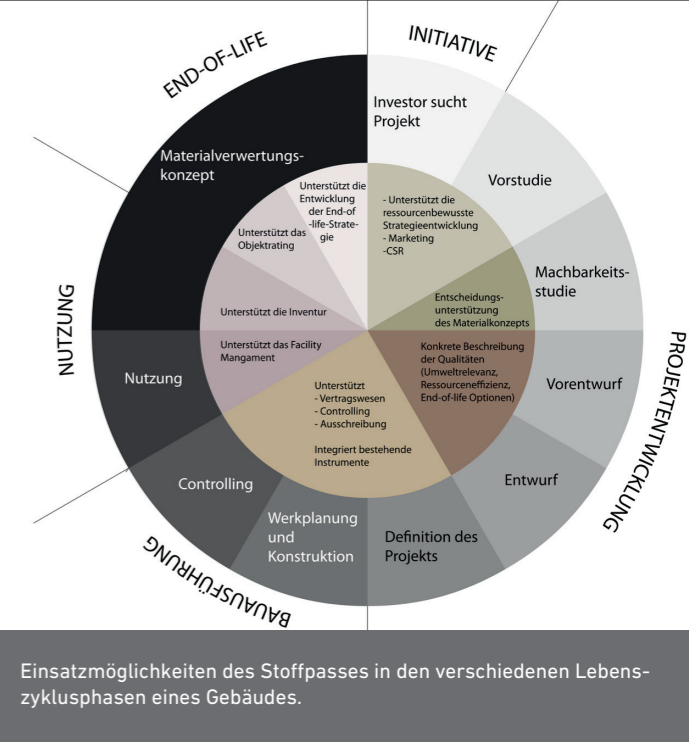 END-OF-LIFE
INITIATIVE
Investor sucht
Projekt
Vorstudie
Machbarkeits-
studie
PROJEKTENTWICKLUNG
Vorentwurf
Entwurf
Definition des
Projekts
Werkplanung
und
Konstruktion
BAUAUSFÜHRUNG
Controlling
Nutzung
NUTZUNG
Materialverwertungs-
konzept
Unterstützt die
Entwicklung
der End-of
-life-Strate-
gie
- Unterstützt die
ressourcenbewusste
Strategieentwicklung
- Marketing
-CSR
Entscheidungs-
unterstützung
des Materialkonzepts
Konkrete Beschreibung
der Qualitäten
(Umweltrelevanz,
Ressourceneffizienz,
End-of-life Optionen)
Unterstützt
- Vertragswesen
- Controlling
- Ausschreibung
Integriert bestehende
Instrumente
Unterstützt das Facility
Mangament
Unterstützt die Inventur
Unterstützt das
Objektrating
Einsatzmöglichkeiten des Stoffpasses in den verschiedenen Lebens-
zyklusphasen eines Gebäudes.